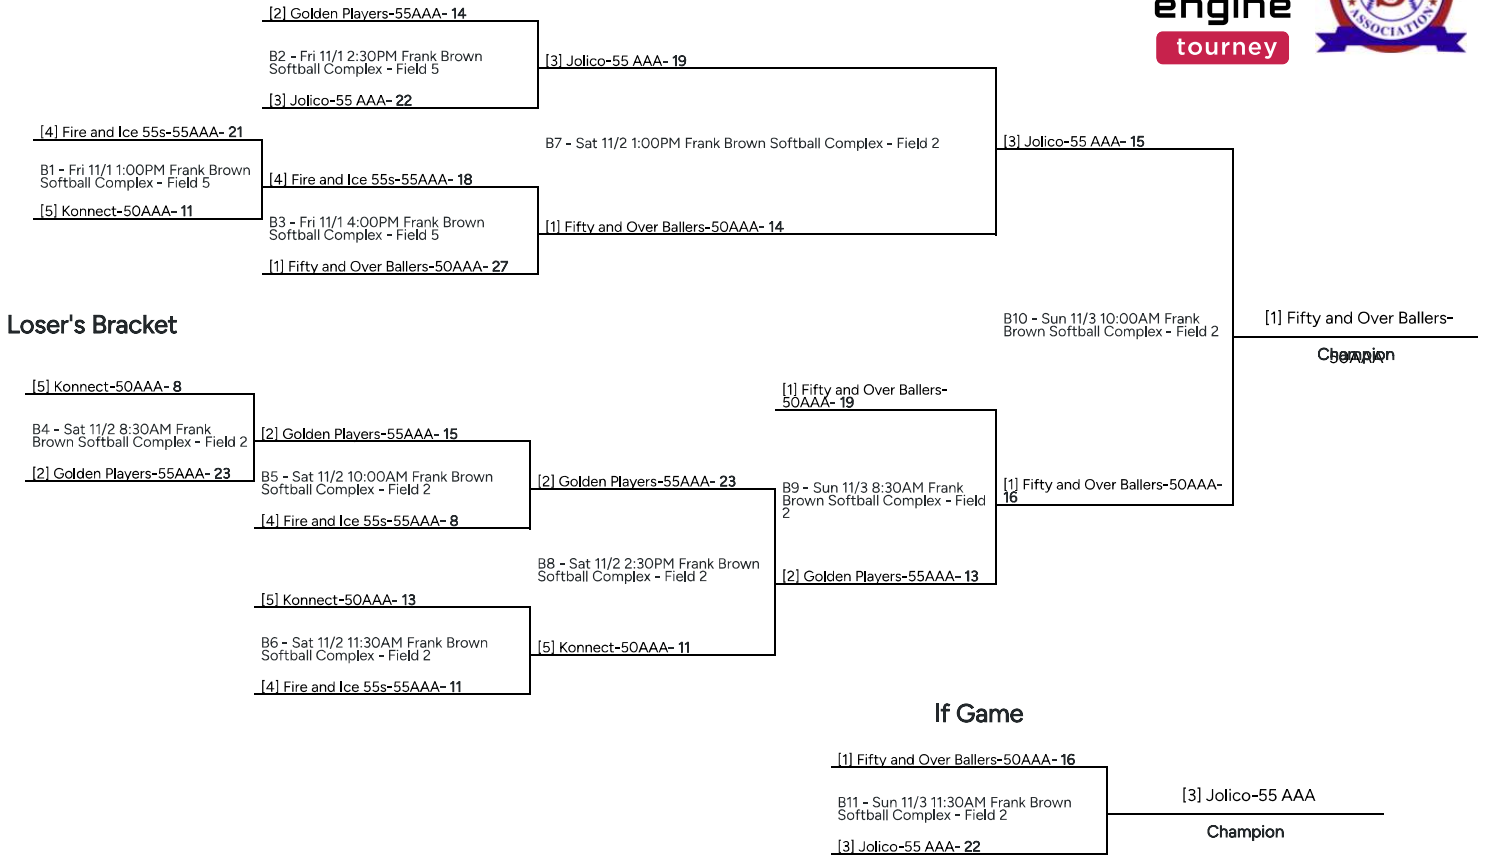 engine
tourney
ASSOCIATION
[2] Golden Players-55AAA- 14
B2 - Fri 11/1 2:30PM Frank Brown
Softball Complex - Field 5
[3] Jolico-55 AAA- 22
[3] Jolico-55 AAA- 19
[4] Fire and Ice 55s-55AAA- 21
B1 - Fri 11/1 1:00PM Frank Brown
Softball Complex - Field 5
[5] Konnect-50AAA- 11
[4] Fire and Ice 55s-55AAA- 18
B3 - Fri 11/1 4:00PM Frank Brown
Softball Complex - Field 5
[1] Fifty and Over Ballers-50AAA- 27
B7 - Sat 11/2 1:00PM Frank Brown Softball Complex - Field 2
[1] Fifty and Over Ballers-50AAA- 14
[3] Jolico-55 AAA- 15
B10 - Sun 11/3 10:00AM Frank
Brown Softball Complex - Field 2
[1] Fifty and Over Ballers-
50AAA
Champion
Loser's Bracket
[5] Konnect-50AAA- 8
B4 - Sat 11/2 8:30AM Frank
Brown Softball Complex - Field 2
[2] Golden Players-55AAA- 23
[2] Golden Players-55AAA- 15
B5 - Sat 11/2 10:00AM Frank Brown
Softball Complex - Field 2
[4] Fire and Ice 55s-55AAA- 8
[5] Konnect-50AAA- 13
B6 - Sat 11/2 11:30AM Frank Brown
Softball Complex - Field 2
[4] Fire and Ice 55s-55AAA- 11
[2] Golden Players-55AAA- 23
B8 - Sat 11/2 2:30PM Frank Brown
Softball Complex - Field 2
[5] Konnect-50AAA- 11
[1] Fifty and Over Ballers-
50AAA- 19
B9 - Sun 11/3 8:30AM Frank
Brown Softball Complex - Field
2
[2] Golden Players-55AAA- 13
[1] Fifty and Over Ballers-50AAA-
16
If Game
[1] Fifty and Over Ballers-50AAA- 16
B11 - Sun 11/3 11:30AM Frank Brown
Softball Complex - Field 2
[3] Jolico-55 AAA- 22
[3] Jolico-55 AAA
Champion